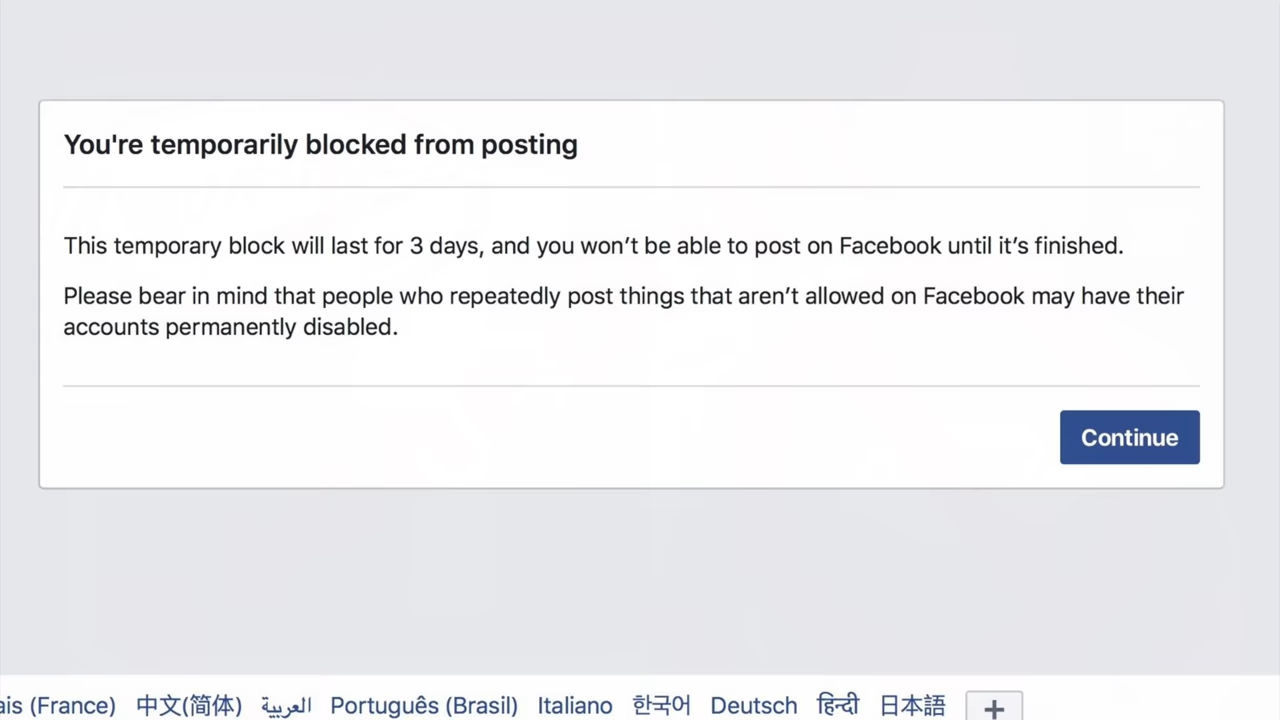 You're temporarily blocked from posting
This temporary block will last for 3 days, and you won’t be able to post on Facebook until it’s finished.
Please bear in mind that people who repeatedly post things that aren’t allowed on Facebook may have their
accounts permanently disabled.
Continue
ais (France) 中文(简体) العربية Português (Brasil) Italiano 한국어 Deutsch हिन्दी 日本語 +